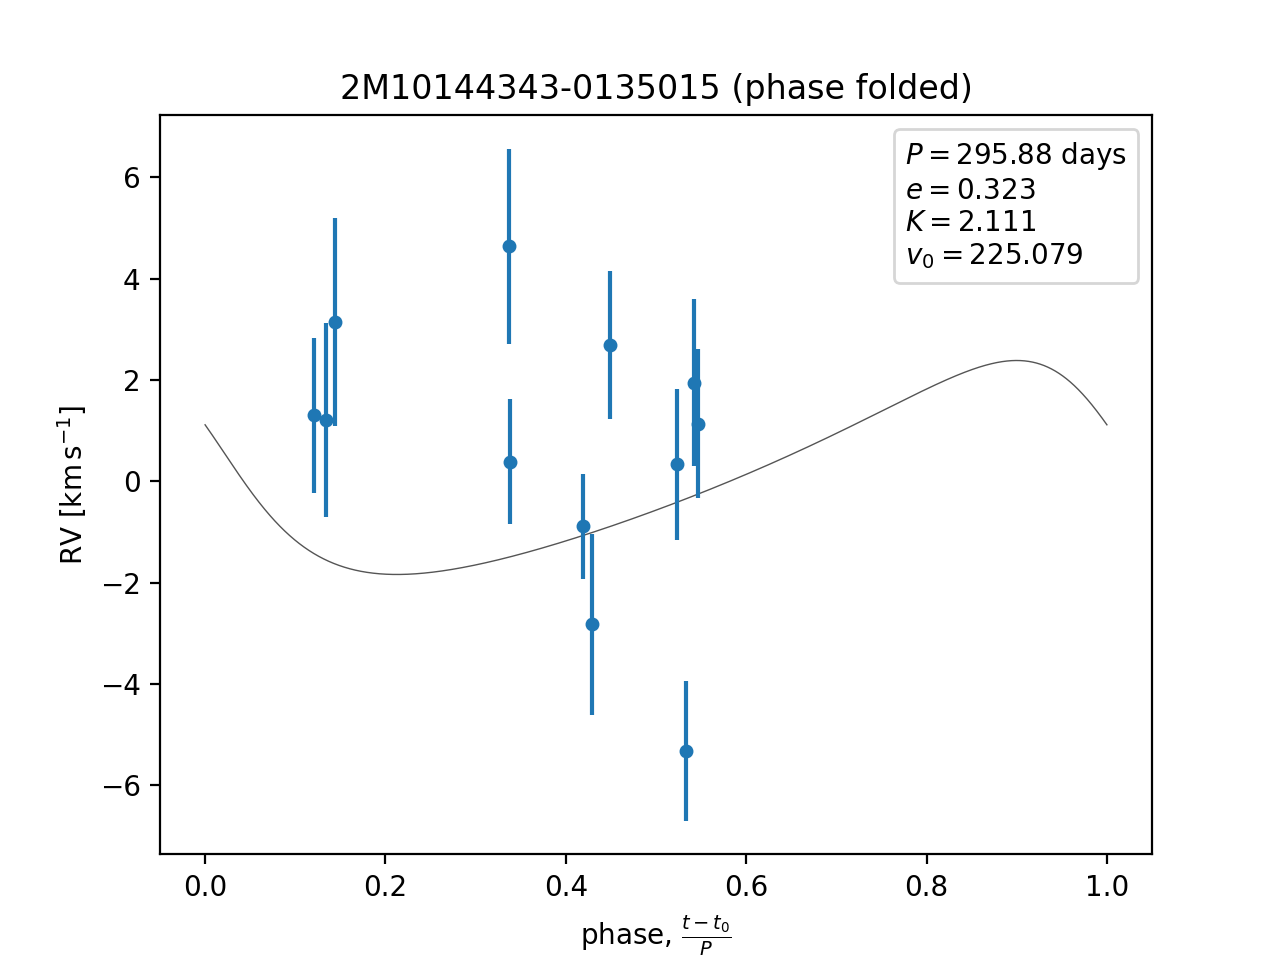 2M10144343-0135015 (phase folded)
P = 295.88 days
e = 0.323
K = 2.111
v₀ = 225.079
RV [km s⁻¹]
6
4
2
0
−2
−4
−6
0.0 0.2 0.4 0.6 0.8 1.0
phase, (t − t₀)/P